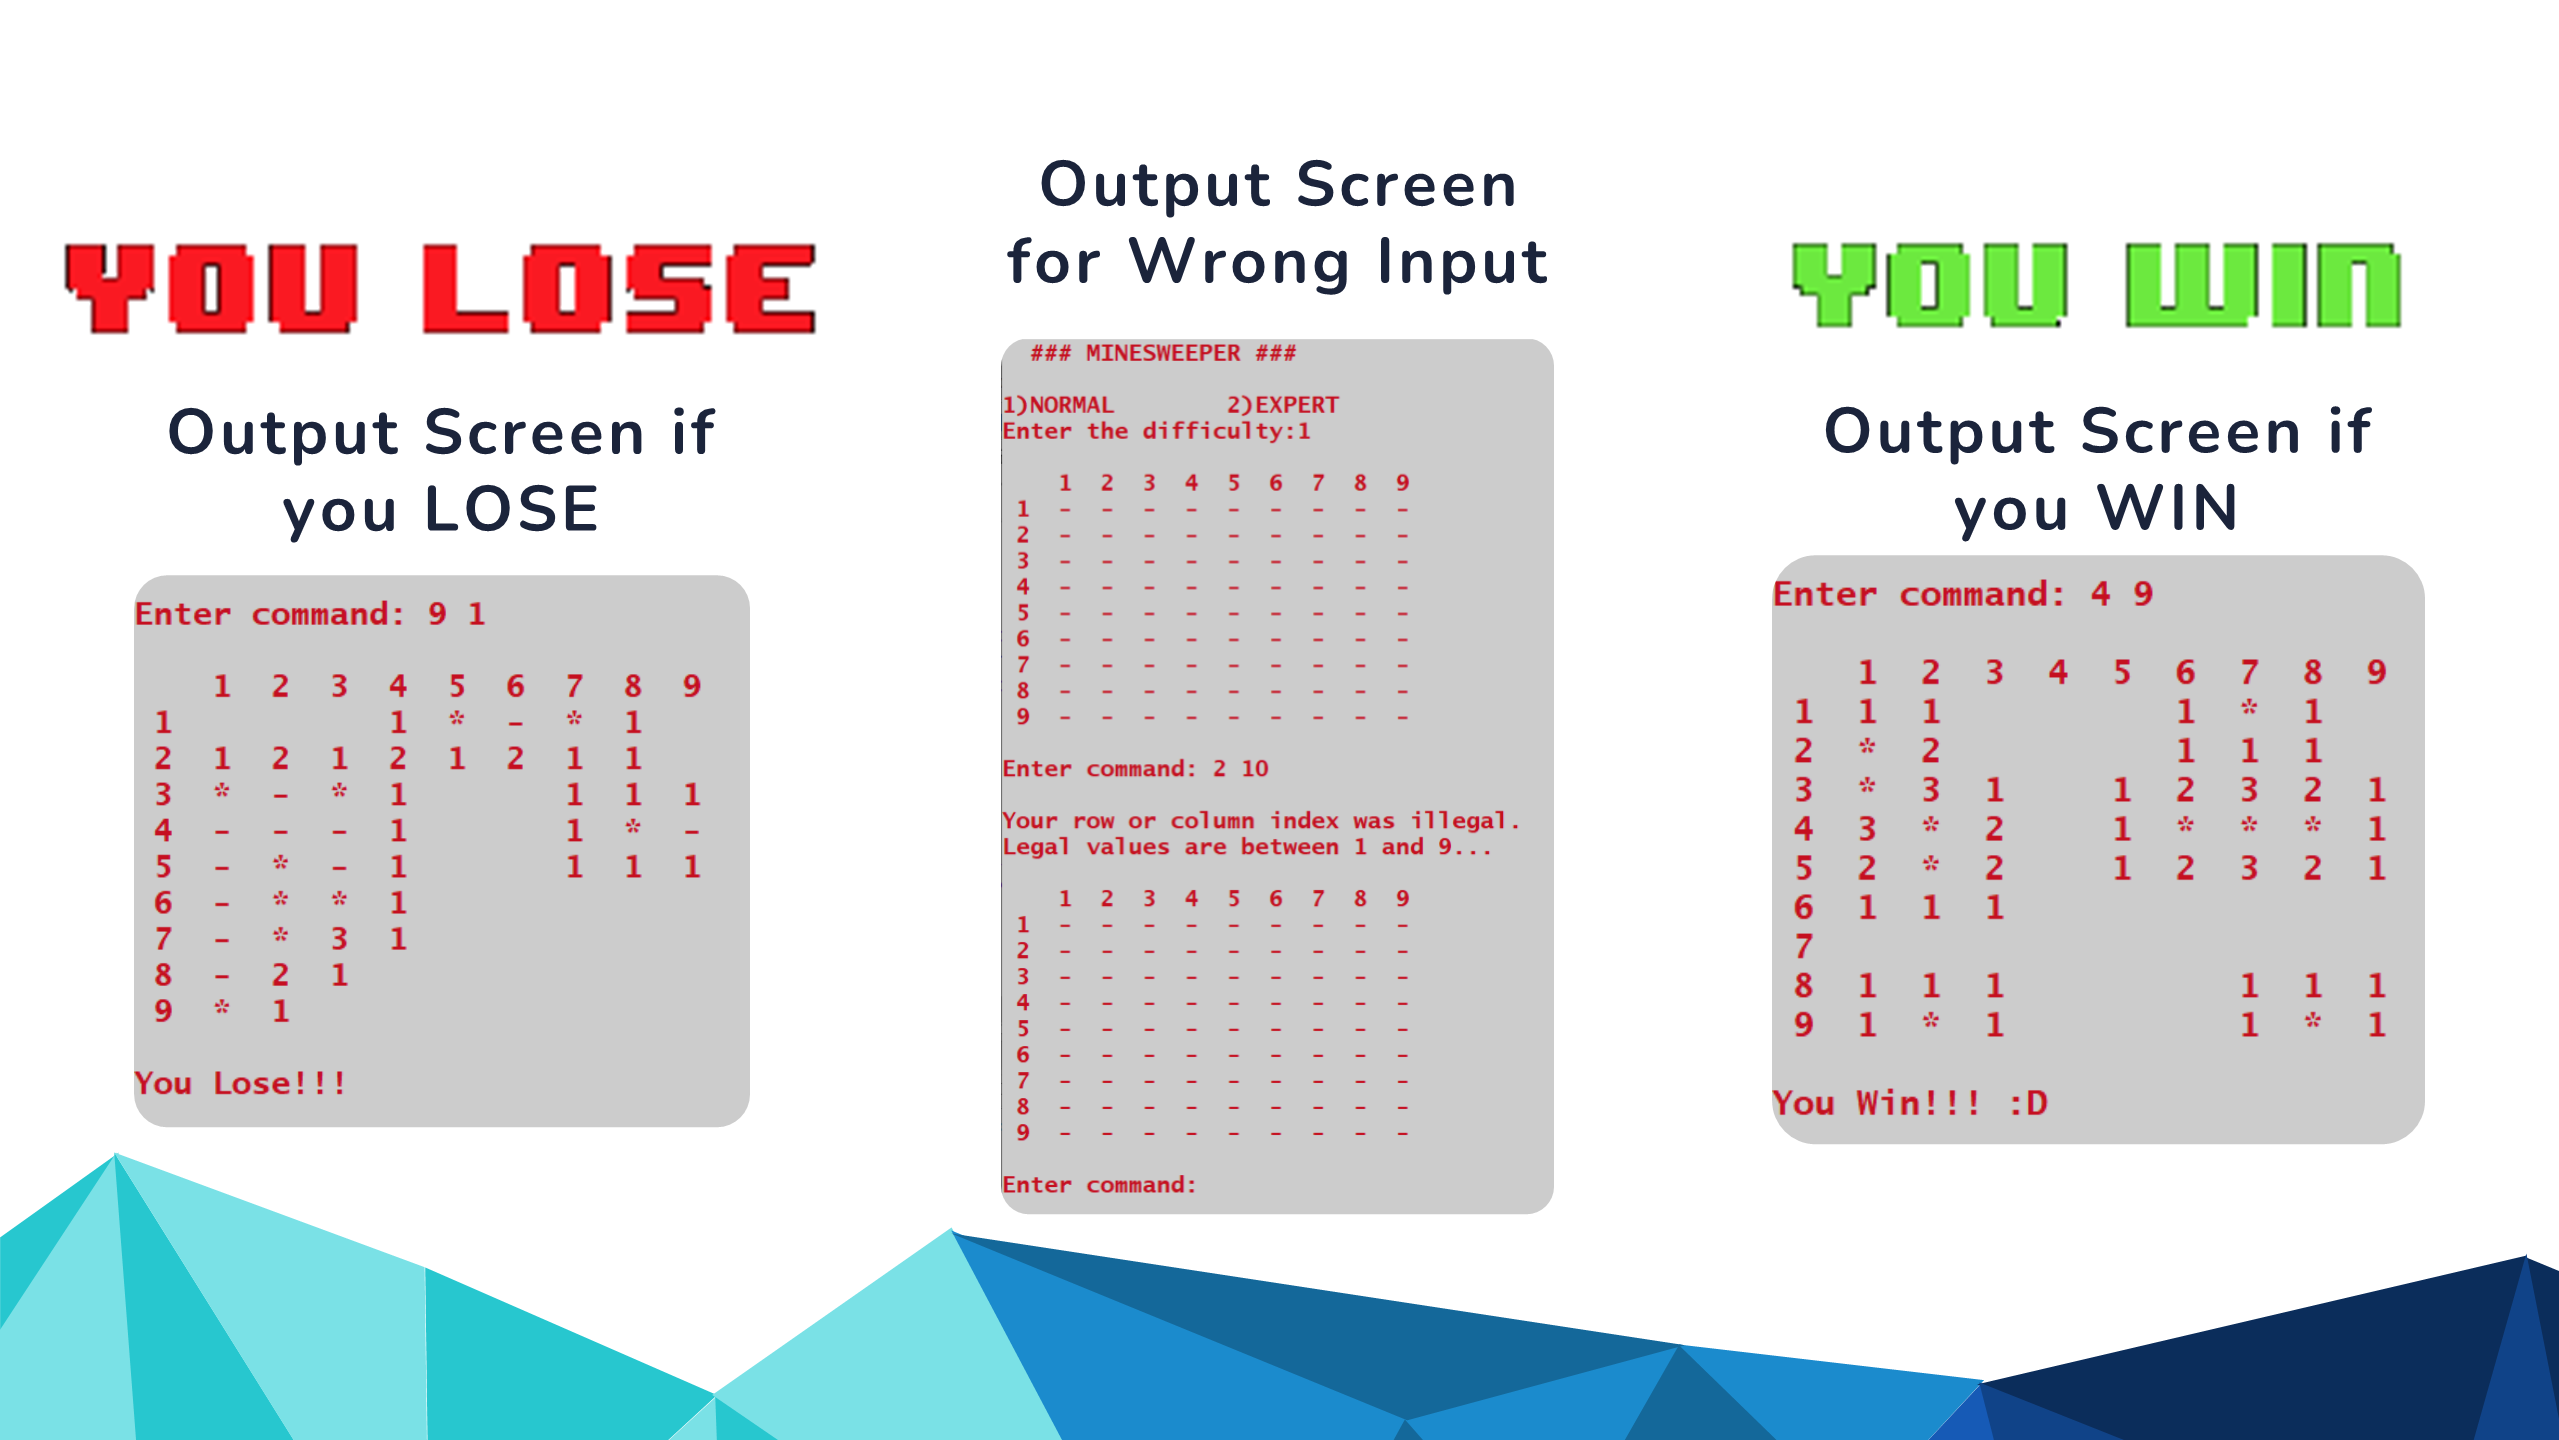 YOU LOSE
Output Screen if
you LOSE
Enter command: 9 1
1 2 3 4 5 6 7 8 9
1 1 * - * 1
2 1 2 1 2 1 2 1 1
3 * - * 1 1 1 1
4 - - - 1 1 * -
5 - * - 1 1 1 1
6 - * * 1
7 - * 3 1
8 - 2 1
9 * 1
You Lose!!!
Output Screen
for Wrong Input
### MINESWEEPER ###
1)NORMAL 2)EXPERT
Enter the difficulty:1
1 2 3 4 5 6 7 8 9
1 - - - - - - - - -
2 - - - - - - - - -
3 - - - - - - - - -
4 - - - - - - - - -
5 - - - - - - - - -
6 - - - - - - - - -
7 - - - - - - - - -
8 - - - - - - - - -
9 - - - - - - - - -
Enter command: 2 10
Your row or column index was illegal.
Legal values are between 1 and 9...
1 2 3 4 5 6 7 8 9
1 - - - - - - - - -
2 - - - - - - - - -
3 - - - - - - - - -
4 - - - - - - - - -
5 - - - - - - - - -
6 - - - - - - - - -
7 - - - - - - - - -
8 - - - - - - - - -
9 - - - - - - - - -
Enter command:
YOU WIN
Output Screen if
you WIN
Enter command: 4 9
1 2 3 4 5 6 7 8 9
1 1 1 1 * 1
2 * 2 1 1 1
3 * 3 1 1 2 3 2 1
4 3 * 2 1 * * * 1
5 2 * 2 1 2 3 2 1
6 1 1 1
7
8 1 1 1 1 1 1
9 1 * 1 1 * 1
You Win!!! :D